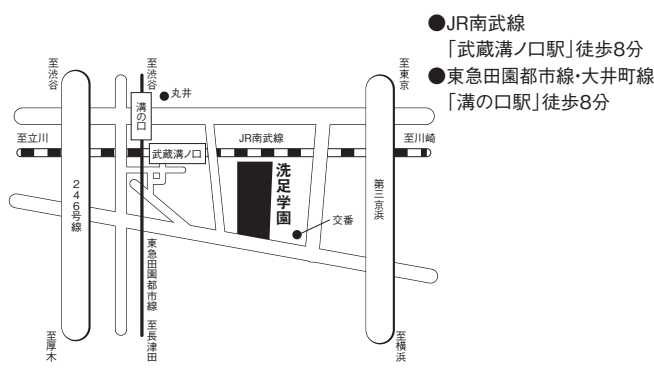 ●JR南武線
「武蔵溝ノ口駅」徒歩8分
●東急田園都市線・大井町線
「溝の口駅」徒歩8分
至渋谷
至渋谷
丸井
至東京
溝の口
至立川
JR南武線
至川崎
武蔵溝ノ口
洗足学園
246号線
第三京浜
交番
東急田園都市線
至厚木
至長津田
至横浜